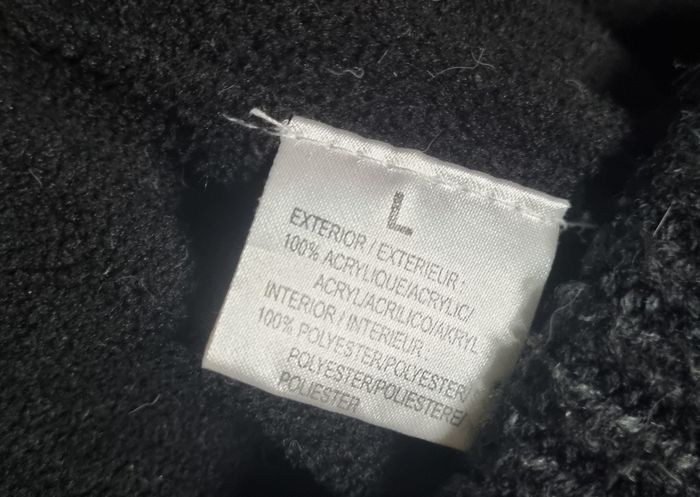 L
EXTERIOR / EXTERIEUR :
100% ACRYLIQUE/ACRYLIC/
ACRYL/ACRILICO/AKRYL
INTERIOR / INTERIEUR
100% POLYESTER/POLYESTER/
POLYESTER/POLIESTERE/
POLIESTER